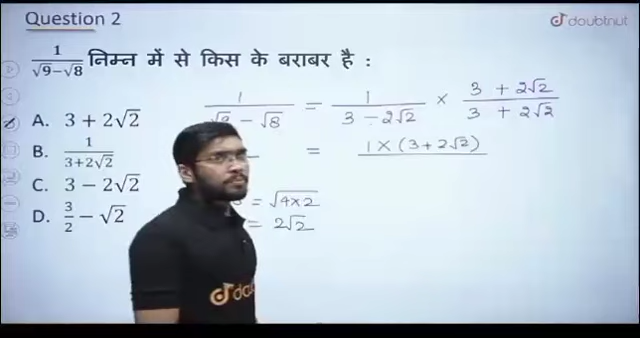 Question 2
doubtnut
1/(√9−√8) निम्न में से किस के बराबर है :
A. 3 + 2√2
B. 1/(3+2√2)
C. 3 − 2√2
D. 3/2 − √2
1/(√9 − √8) = 1/(3 − 2√2) × (3 + 2√2)/(3 + 2√2)
= 1 × (3 + 2√2)
= √4×2
= 2√2